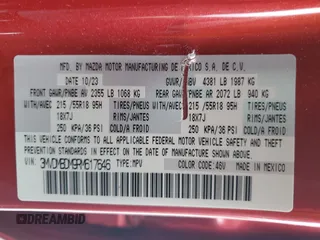 BY MAZDA MOTOR MANUFACTURING DE MEXICO S.A. DE C.V.
10/23 GVWR/PBV 4381 LB 1987 KG
FRONT GAWR/PNBE AV 2355 LB 1068 KG REAR GAWR/PNBE AR 2072 LB 940 KG
WITH/AVEC 215/55R18 95H TIRES/PNEUS WITH/AVEC 215/55R18 95H TIRES/PNEUS
18X7J RIMS/JANTES 18X7J RIMS/JANTES
250 KPA/36 PSI COLD/A FROID 250 KPA/36 PSI COLD/A FROID
THIS VEHICLE CONFORMS TO ALL APPLICABLE FEDERAL MOTOR VEHICLE SAFETY AND
THEFT PREVENTION STANDARDS IN EFFECT ON THE DATE OF MANUFACTURE SHOWN ABOVE.
TYPE: MPV
COLOR CODE: 46V MADE IN MEXICO